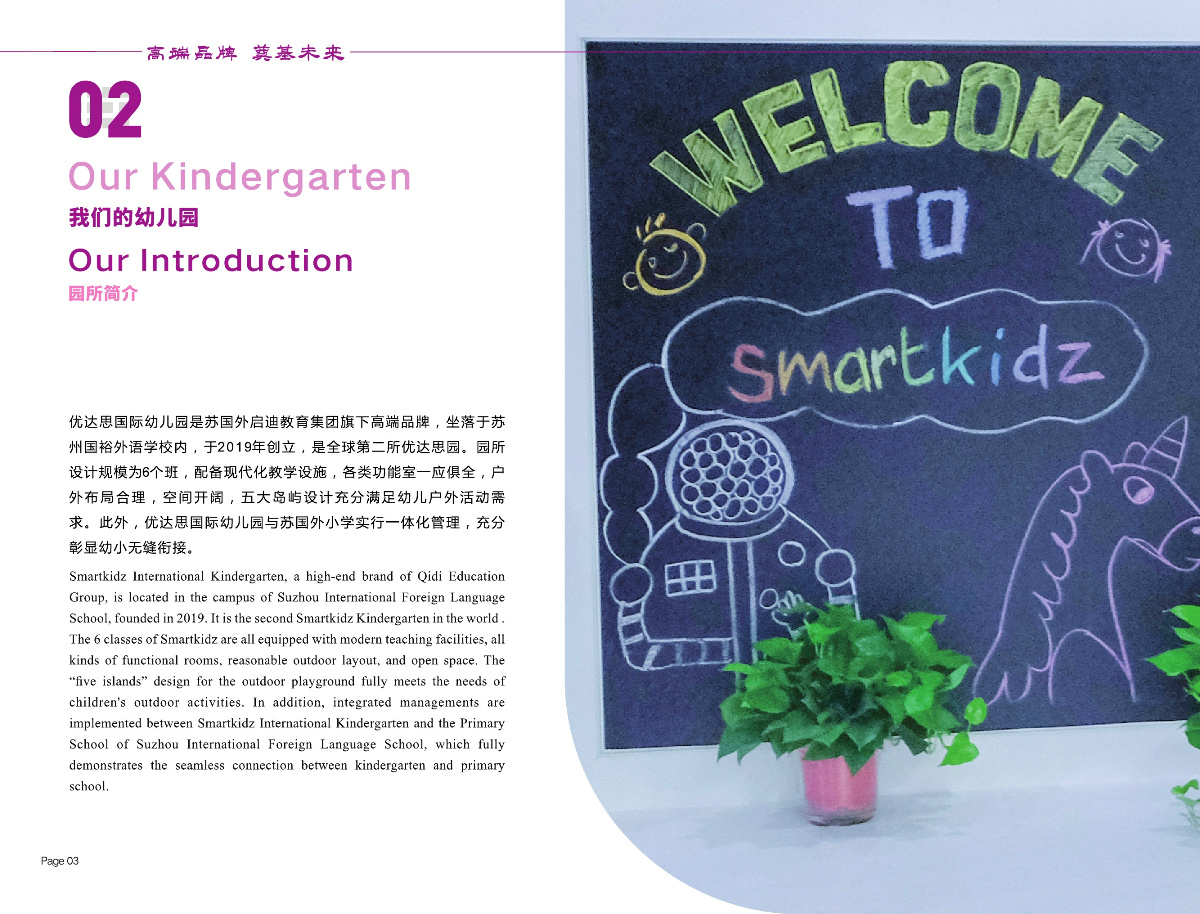 高端品牌 奠基未来
02
Our Kindergarten
我们的幼儿园
Our Introduction
园所简介
优达思国际幼儿园是苏国外启迪教育集团旗下高端品牌，坐落于苏
州国裕外语学校内，于2019年创立，是全球第二所优达思园。园所
设计规模为6个班，配备现代化教学设施，各类功能室一应俱全，户
外布局合理，空间开阔，五大岛屿设计充分满足幼儿户外活动需
求。此外，优达思国际幼儿园与苏国外小学实行一体化管理，充分
彰显幼小无缝衔接。
Smartkidz International Kindergarten, a high-end brand of Qidi Education
Group, is located in the campus of Suzhou International Foreign Language
School, founded in 2019. It is the second Smartkidz Kindergarten in the world .
The 6 classes of Smartkidz are all equipped with modern teaching facilities, all
kinds of functional rooms, reasonable outdoor layout, and open space. The
“five islands” design for the outdoor playground fully meets the needs of
children's outdoor activities. In addition, integrated managements are
implemented between Smartkidz International Kindergarten and the Primary
School of Suzhou International Foreign Language School, which fully
demonstrates the seamless connection between kindergarten and primary
school.
Page 03
WELCOME
TO
smartkidz